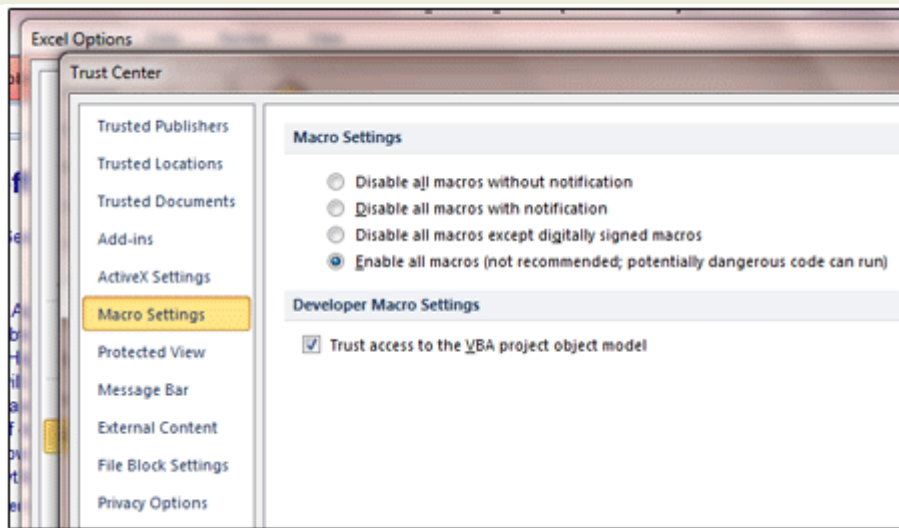 Excel Options
Trust Center
Trusted Publishers
Trusted Locations
Trusted Documents
Add-ins
ActiveX Settings
Macro Settings
Protected View
Message Bar
External Content
File Block Settings
Privacy Options
Macro Settings
Disable all macros without notification
Disable all macros with notification
Disable all macros except digitally signed macros
Enable all macros (not recommended; potentially dangerous code can run)
Developer Macro Settings
Trust access to the VBA project object model